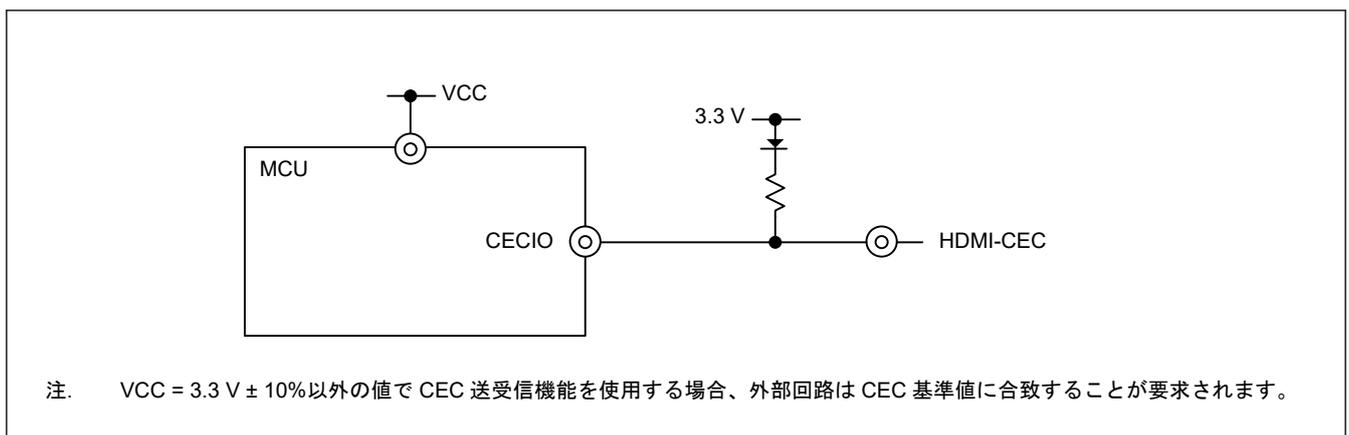 VCC
3.3 V
MCU
CECIO
HDMI-CEC
注. VCC = 3.3 V ± 10%以外の値で CEC 送受信機能を使用する場合、外部回路は CEC 基準値に合致することが要求されます。